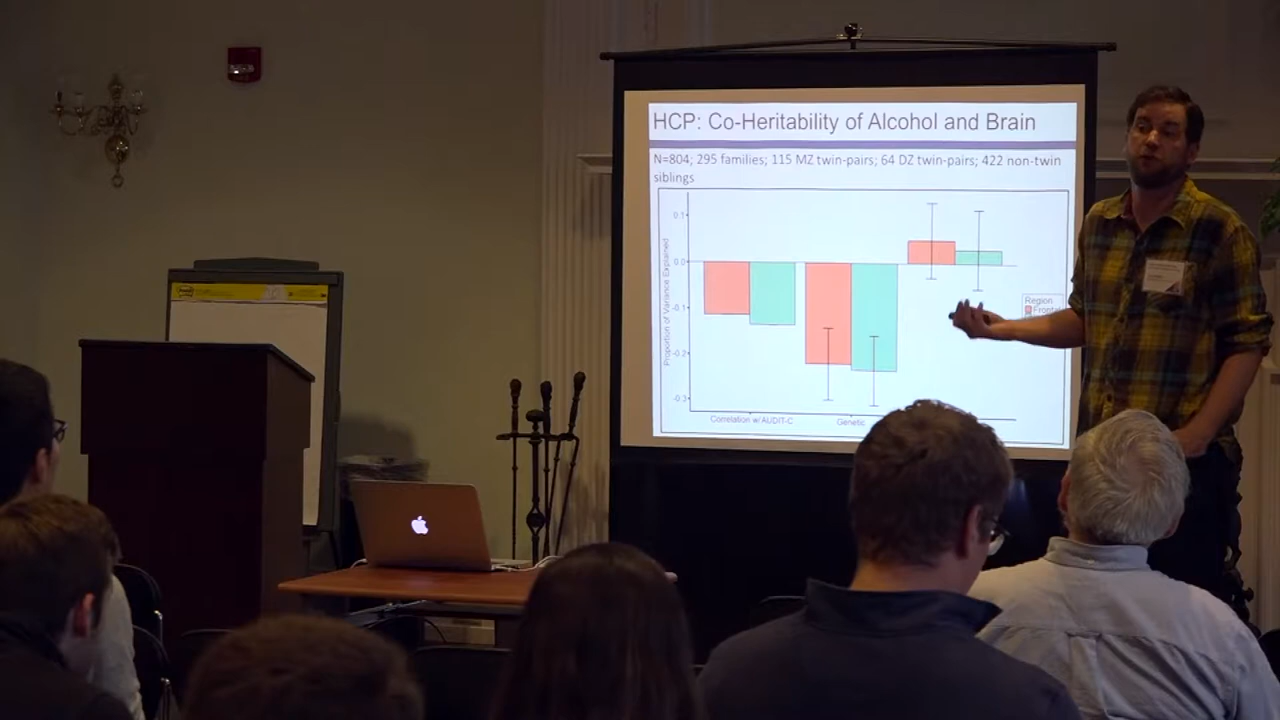 HCP: Co-Heritability of Alcohol and Brain
N=804; 295 families; 115 MZ twin-pairs; 64 DZ twin-pairs; 422 non-twin
siblings
Proportion of Variance Explained
0.1
0.0
-0.1
-0.2
-0.3
Correlation w/AUDIT-C
Genetic
Region
Frontal